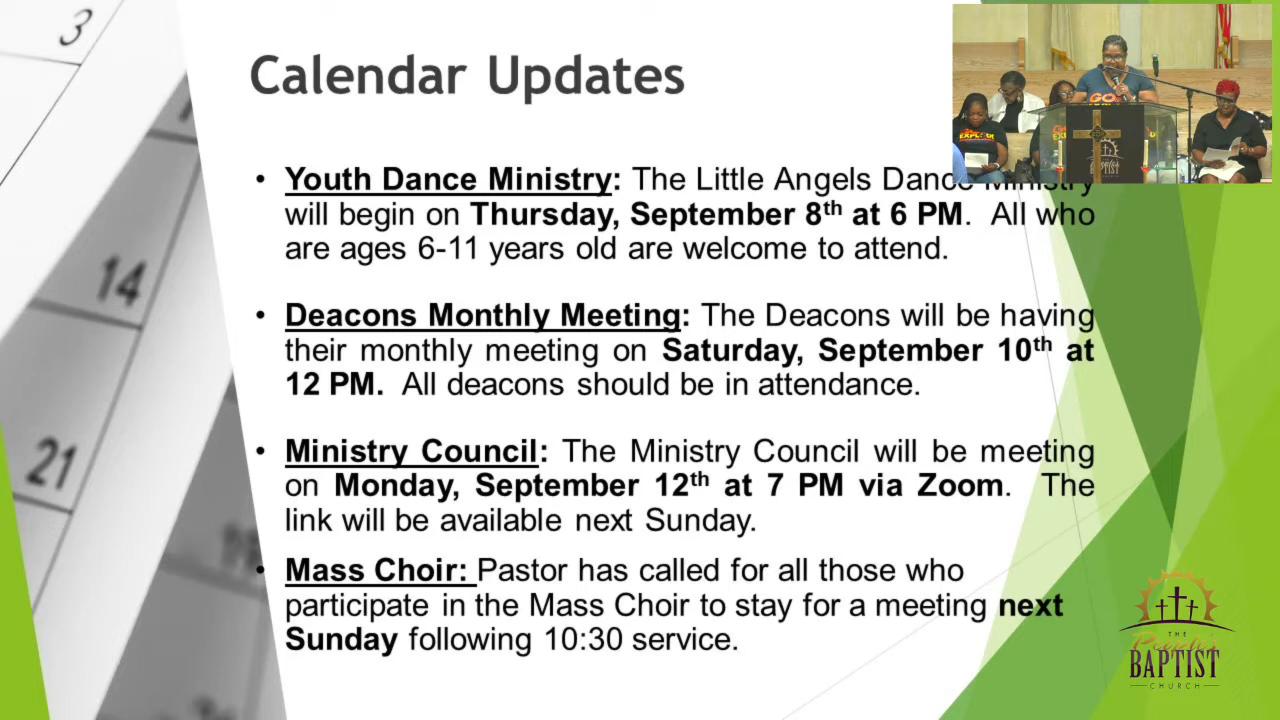 3
Calendar Updates
• Youth Dance Ministry: The Little Angels Dance Ministry
will begin on Thursday, September 8th at 6 PM. All who
are ages 6-11 years old are welcome to attend.
14
• Deacons Monthly Meeting: The Deacons will be having
their monthly meeting on Saturday, September 10th at
12 PM. All deacons should be in attendance.
21
• Ministry Council: The Ministry Council will be meeting
on Monday, September 12th at 7 PM via Zoom. The
link will be available next Sunday.
• Mass Choir: Pastor has called for all those who
participate in the Mass Choir to stay for a meeting next
Sunday following 10:30 service.
THE
People's
BAPTIST
CHURCH
BAPTIST